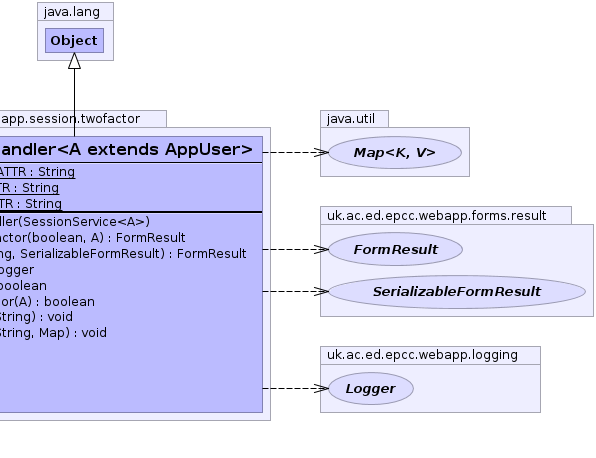 java.lang
Object
app.session.twofactor
andler<A extends AppUser>
ATTR : String
TR : String
TR : String
ller(SessionService<A>)
actor(boolean, A) : FormResult
ng, SerializableFormResult) : FormResult
ogger
boolean
or(A) : boolean
String) : void
String, Map) : void
java.util
Map<K, V>
uk.ac.ed.epcc.webapp.forms.result
FormResult
SerializableFormResult
uk.ac.ed.epcc.webapp.logging
Logger